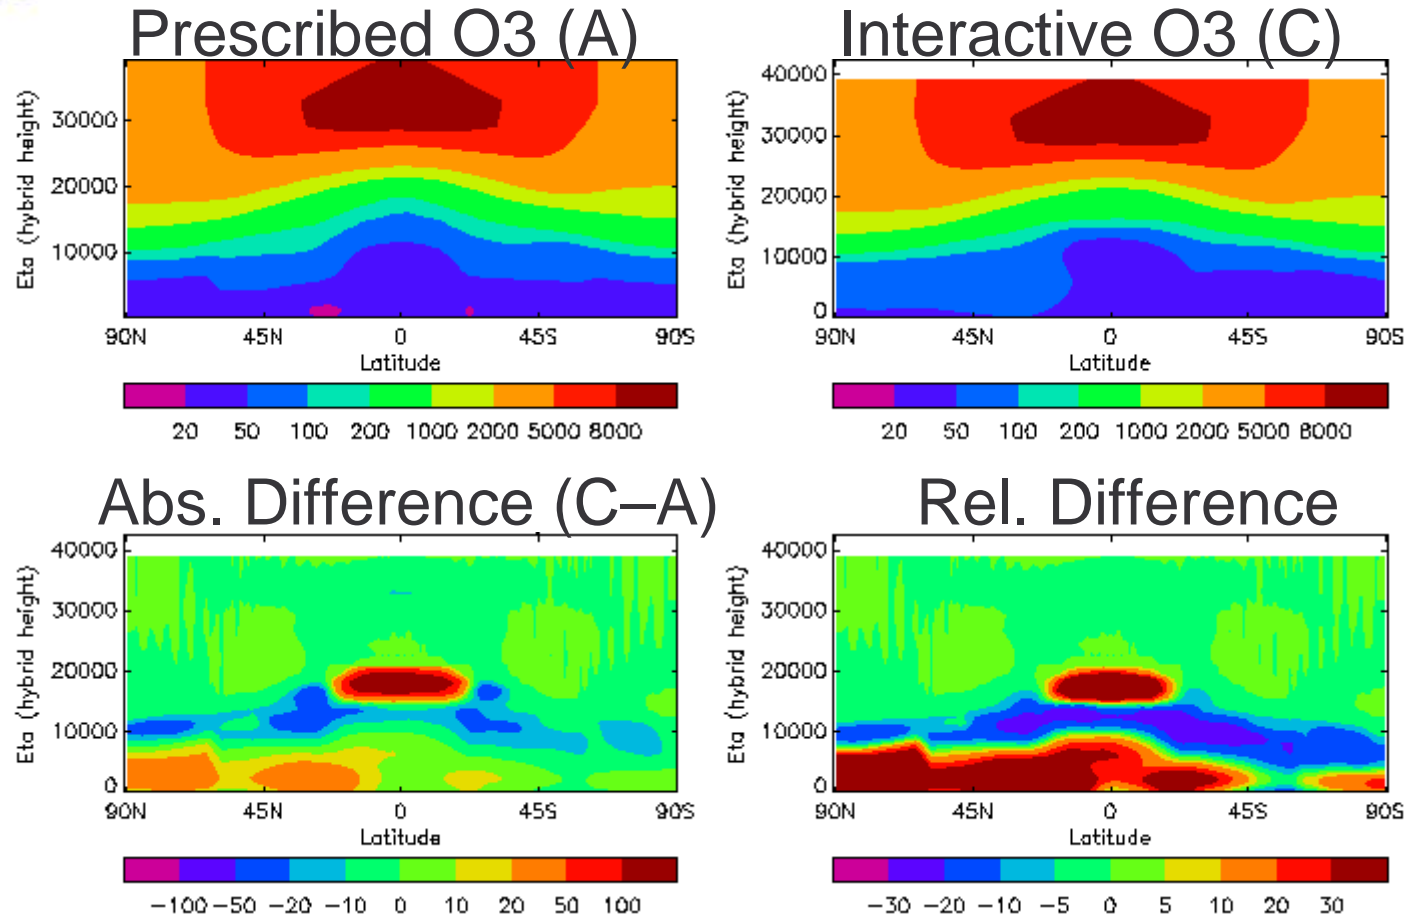 Prescribed O3 (A)
Eta (hybrid height)
30000
20000
10000
90N 45N 0 45S 90S
Latitude
20 50 100 200 1000 2000 5000 8000
Interactive O3 (C)
Eta (hybrid height)
40000
30000
20000
10000
0
90N 45N 0 45S 90S
Latitude
20 50 100 200 1000 2000 5000 8000
Abs. Difference (C–A)
Eta (hybrid height)
40000
30000
20000
10000
0
90N 45N 0 45S 90S
Latitude
−100 −50 −20 −10 0 10 20 50 100
Rel. Difference
Eta (hybrid height)
40000
30000
20000
10000
0
90N 45N 0 45S 90S
Latitude
−30 −20 −10 −5 0 5 10 20 30